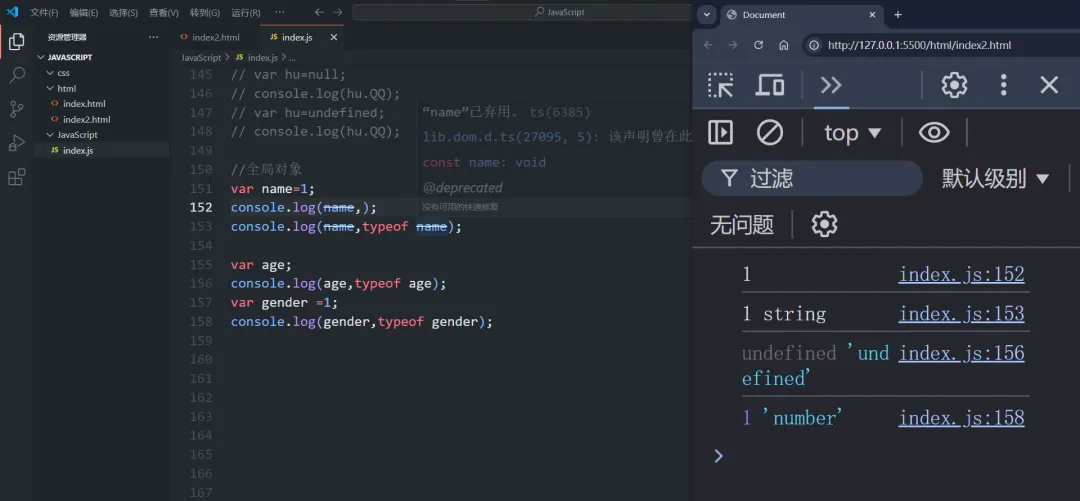 文件(F) 编辑(E) 选择(S) 查看(V) 转到(G) 运行(R) ··· JavaScript
资源管理器 ···
JAVASCRIPT
css
html
index.html
index2.html
JavaScript
JS index.js
index2.html JS index.js
JavaScript > JS index.js > ...
145 // var hu=null;
146 // console.log(hu.QQ);
147 // var hu=undefined;
148 // console.log(hu.QQ);
149
150 //全局对象
151 var name=1;
152 console.log(name,);
153 console.log(name,typeof name);
154
155 var age;
156 console.log(age,typeof age);
157 var gender =1;
158 console.log(gender,typeof gender);
159
160
161
162
163
164
165
166
167
“name”已弃用。 ts(6385)
lib.dom.d.ts(27095, 5): 该声明曾在此
const name: void
@deprecated
没有可用的快速修复
Document
http://127.0.0.1:5500/html/index2.html
top
过滤 默认级别
无问题
1 index.js:152
1 string index.js:153
undefined 'und index.js:156
efined'
1 'number' index.js:158